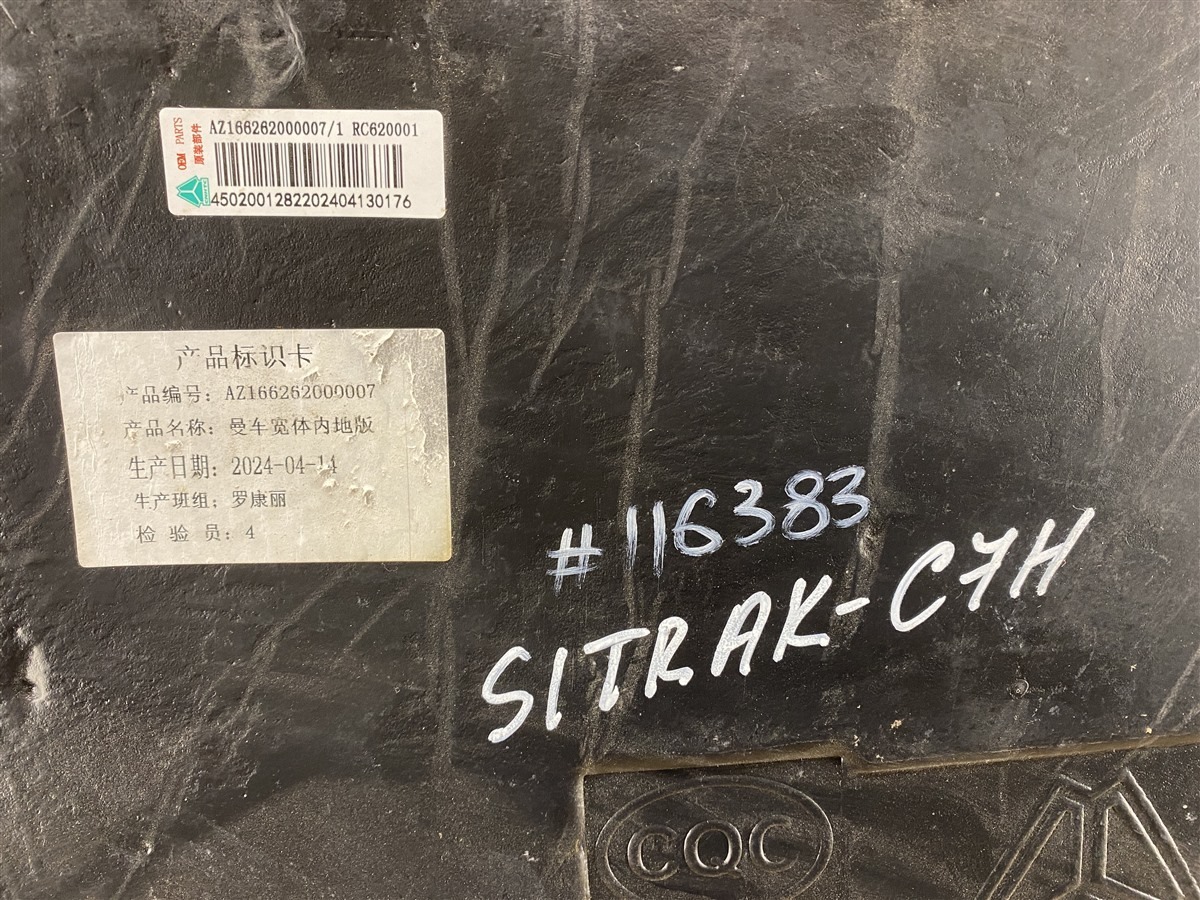 OEM PARTS
原装部件
AZ166262000007/1 RC620001
4502001282202404130176
产品标识卡
产品编号: AZ166262000007
产品名称: 曼车宽体内地版
生产日期: 2024-04-14
生产班组: 罗康丽
检 验 员: 4
#116383
SITRAK-C7H
CQC